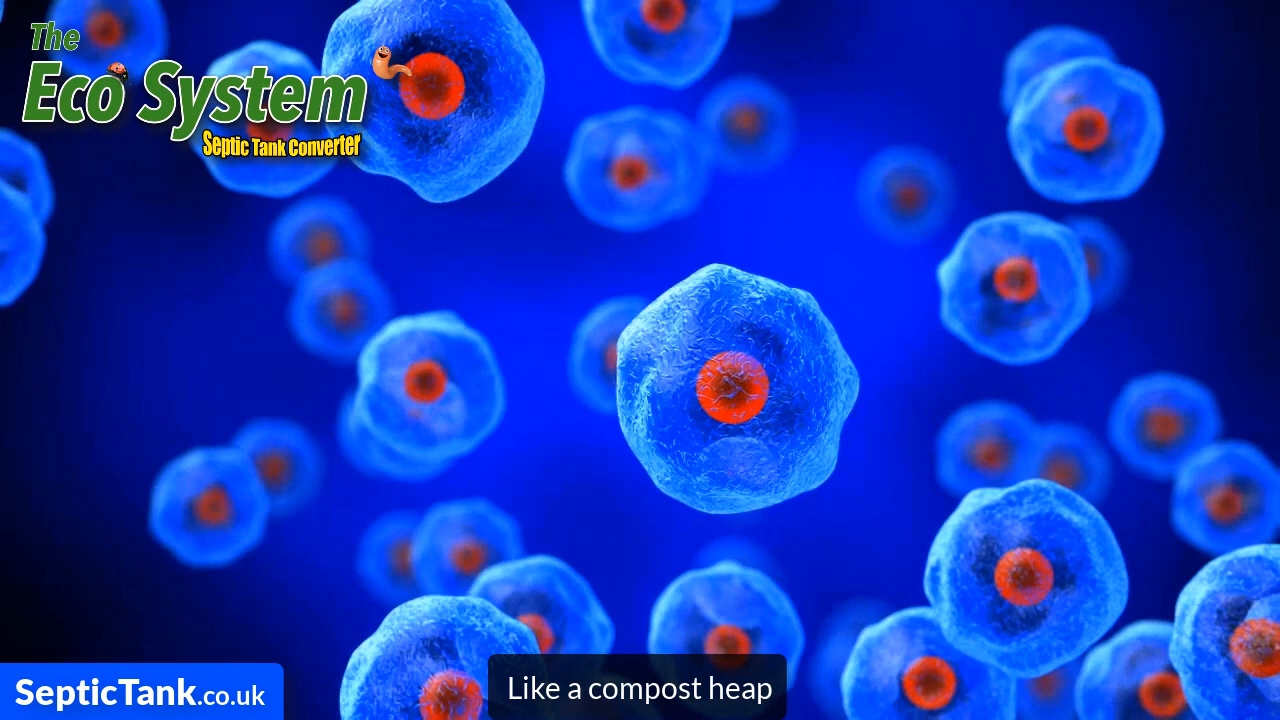 The
Eco System
Septic Tank Converter
Like a compost heap
SepticTank.co.uk